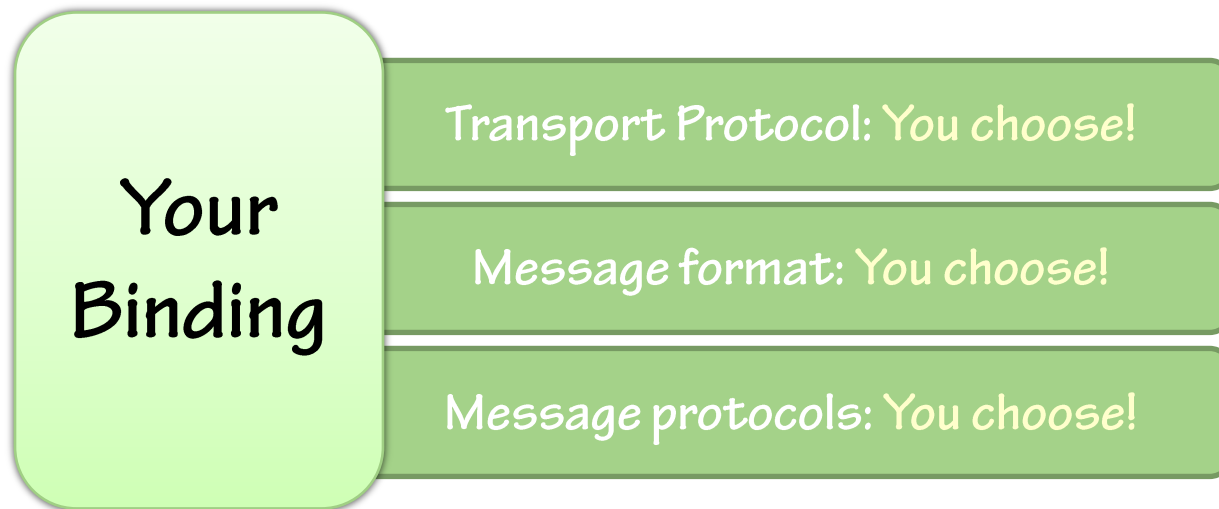 Your
Binding
Transport Protocol: You choose!
Message format: You choose!
Message protocols: You choose!